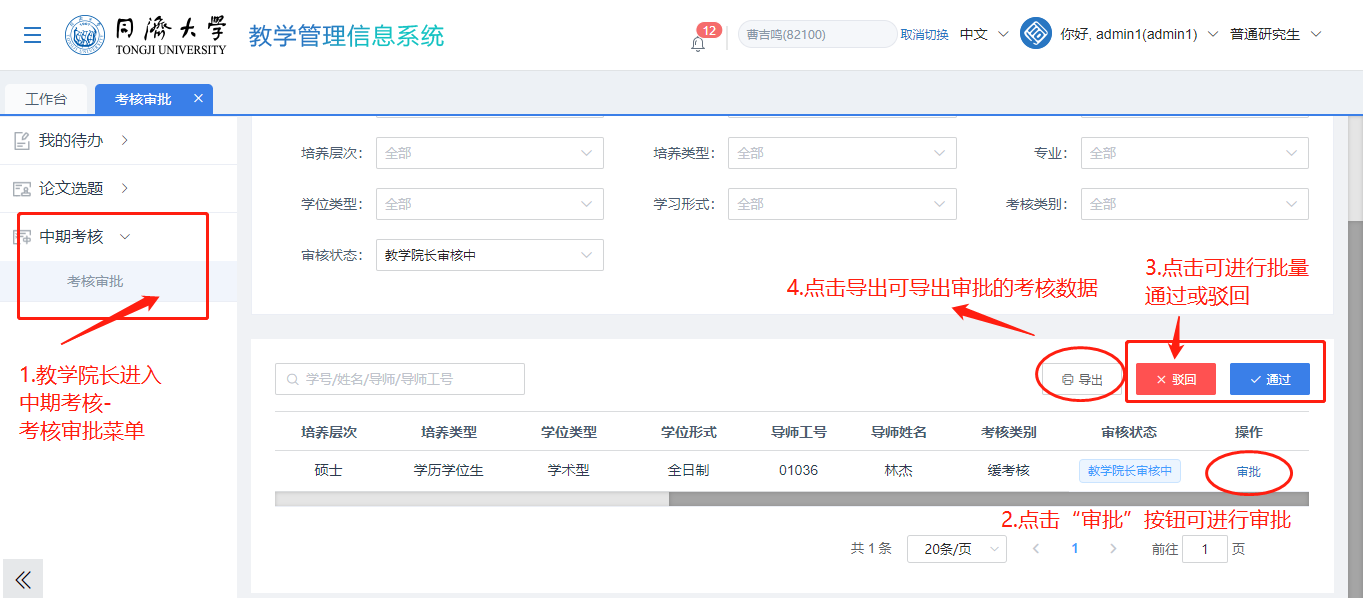 同濟大學
TONGJI UNIVERSITY
教学管理信息系统
12
曹吉鸣(82100)
取消切换
中文
你好, admin1(admin1)
普通研究生
工作台
考核审批
我的待办
论文选题
中期考核
考核审批
1.教学院长进入
中期考核-
考核审批菜单
培养层次：
全部
培养类型：
全部
专业：
全部
学位类型：
全部
学习形式：
全部
考核类别：
全部
审核状态：
教学院长审核中
4.点击导出可导出审批的考核数据
3.点击可进行批量
通过或驳回
学号/姓名/导师/导师工号
导出
驳回
通过
培养层次 培养类型 学位类型 学位形式 导师工号 导师姓名 考核类别 审核状态 操作
硕士 学历学位生 学术型 全日制 01036 林杰 缓考核 教学院长审核中 审批
2.点击“审批”按钮可进行审批
共 1 条 20条/页 1 前往 1 页